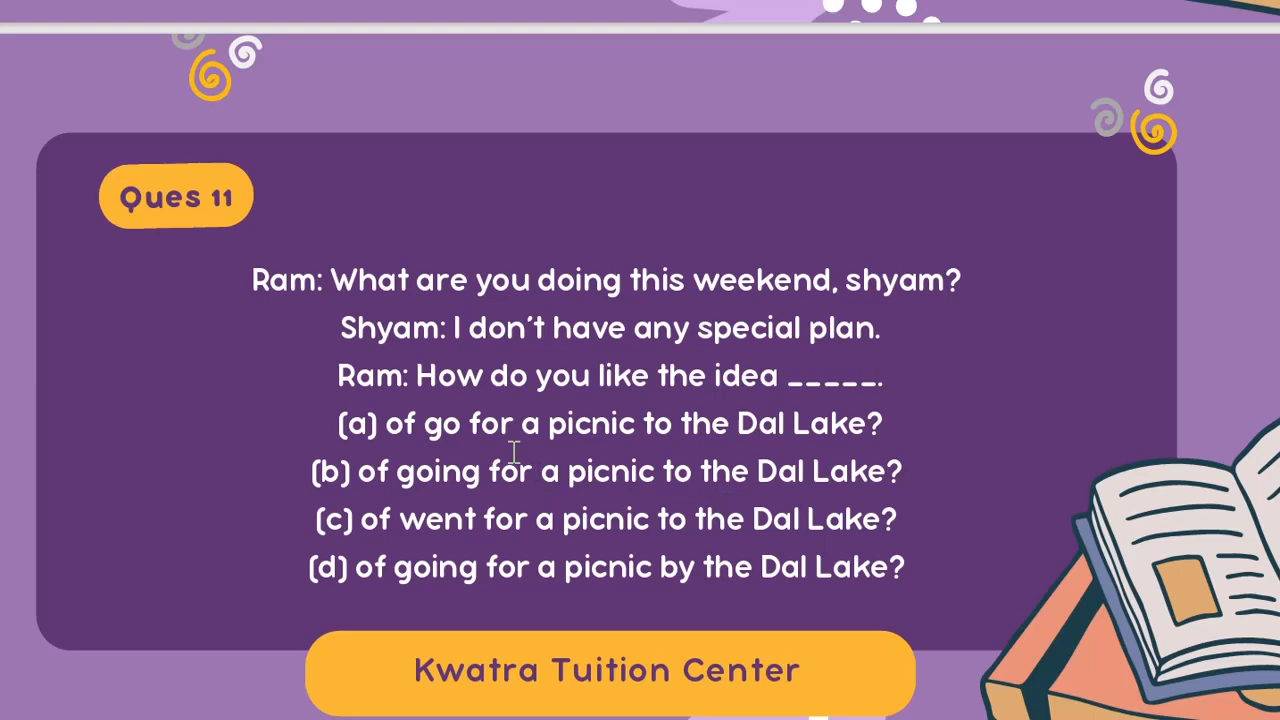 Ques 11
Ram: What are you doing this weekend, shyam?
Shyam: I don't have any special plan.
Ram: How do you like the idea _____.
(a) of go for a picnic to the Dal Lake?
(b) of going for a picnic to the Dal Lake?
(c) of went for a picnic to the Dal Lake?
(d) of going for a picnic by the Dal Lake?
Kwatra Tuition Center